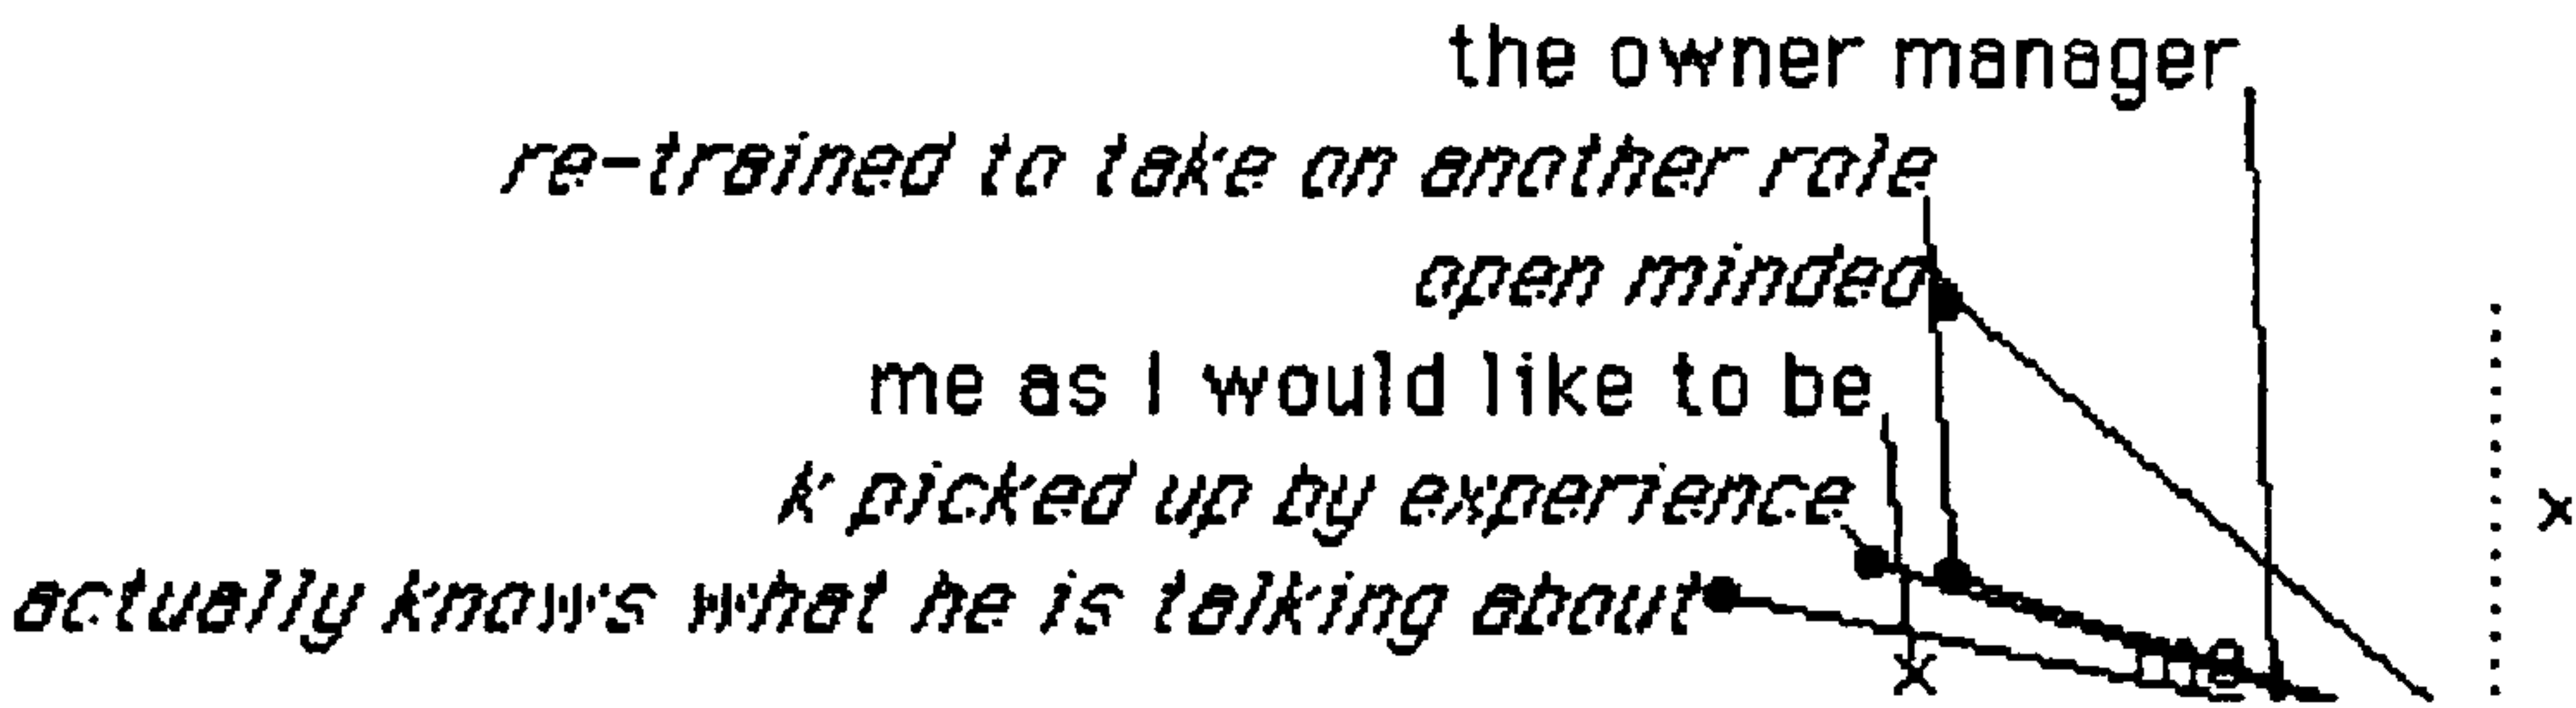 the owner manager
re-trained to take on another role
open minded
me as I would like to be
k picked up by experience
actually knows what he is talking about
x
x
me